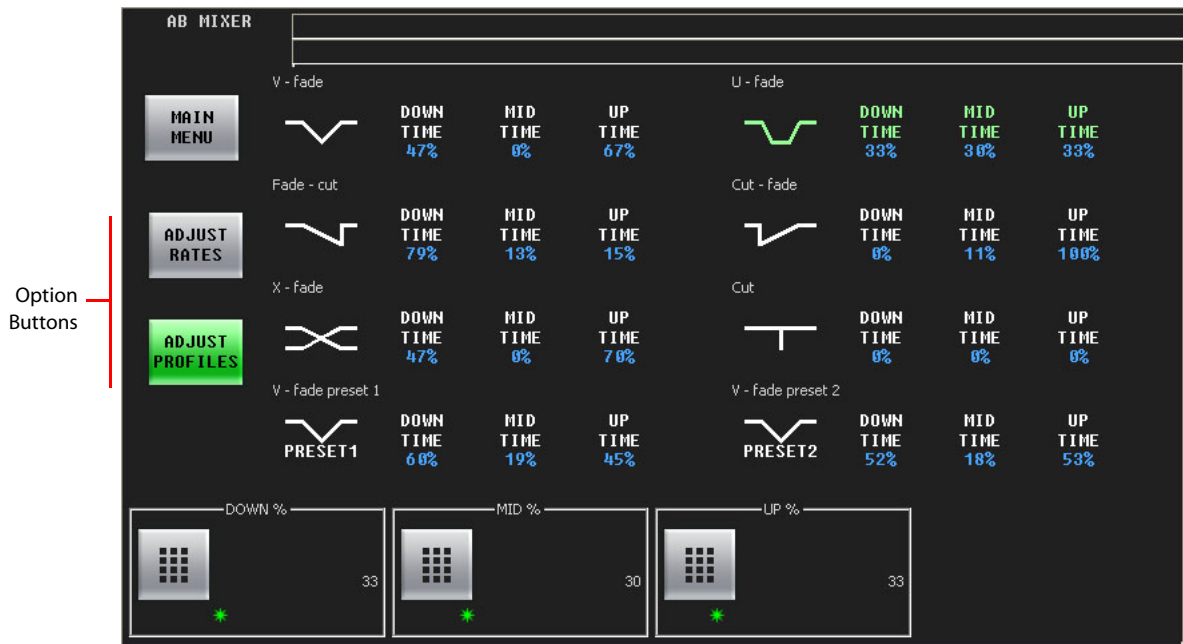 AB MIXER
V - fade
U - fade
MAIN
MENU
DOWN MID UP
TIME TIME TIME
47% 0% 67%
DOWN MID UP
TIME TIME TIME
33% 30% 33%
Fade - cut
Cut - fade
Option
Buttons
ADJUST
RATES
DOWN MID UP
TIME TIME TIME
79% 13% 15%
DOWN MID UP
TIME TIME TIME
0% 11% 100%
X - fade
Cut
ADJUST
PROFILES
DOWN MID UP
TIME TIME TIME
47% 0% 70%
DOWN MID UP
TIME TIME TIME
0% 0% 0%
V - fade preset 1
V - fade preset 2
PRESET1
DOWN MID UP
TIME TIME TIME
60% 19% 45%
PRESET2
DOWN MID UP
TIME TIME TIME
52% 18% 53%
DOWN %
33
MID %
30
UP %
33